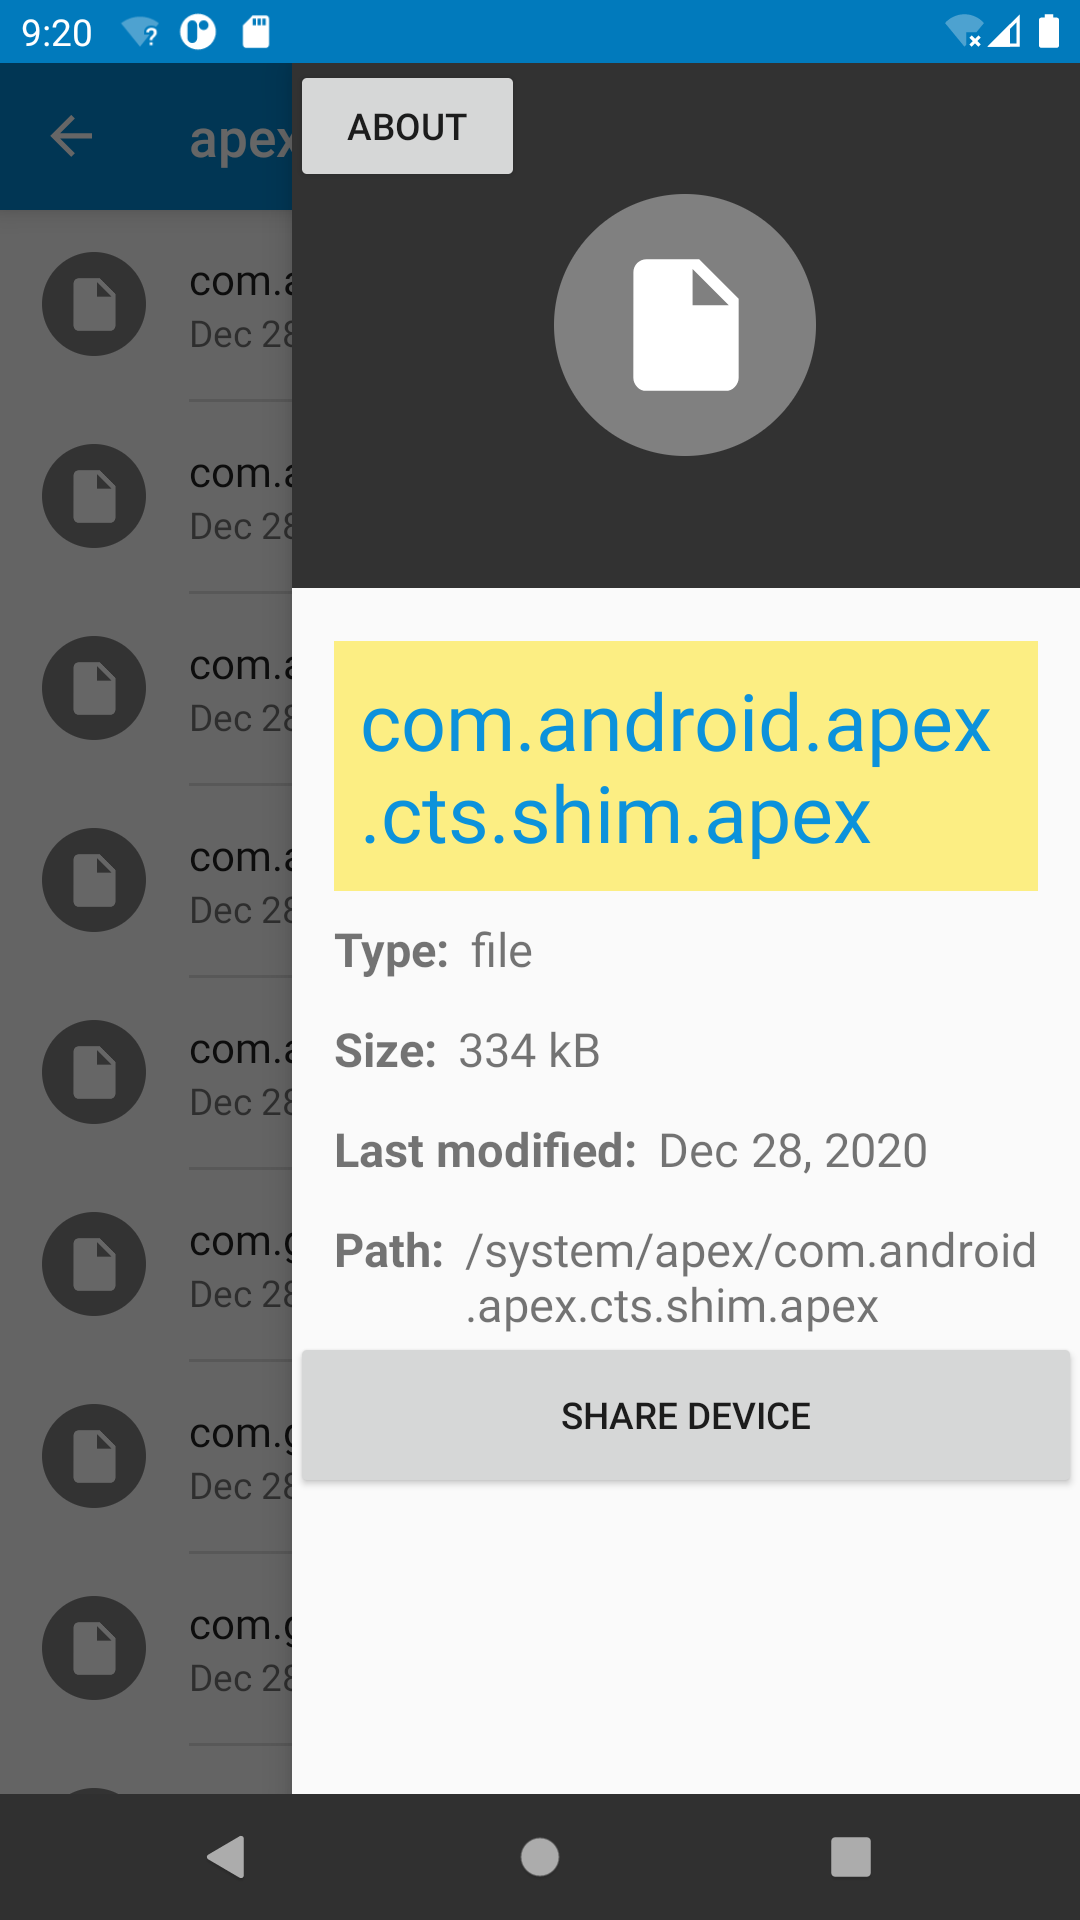 9:20
apex
ABOUT
com.a
Dec 28
com.a
Dec 28
com.a
Dec 28
com.a
Dec 28
com.a
Dec 28
com.g
Dec 28
com.g
Dec 28
com.g
Dec 28
com.android.apex
.cts.shim.apex
Type: file
Size: 334 kB
Last modified: Dec 28, 2020
Path: /system/apex/com.android
.apex.cts.shim.apex
SHARE DEVICE